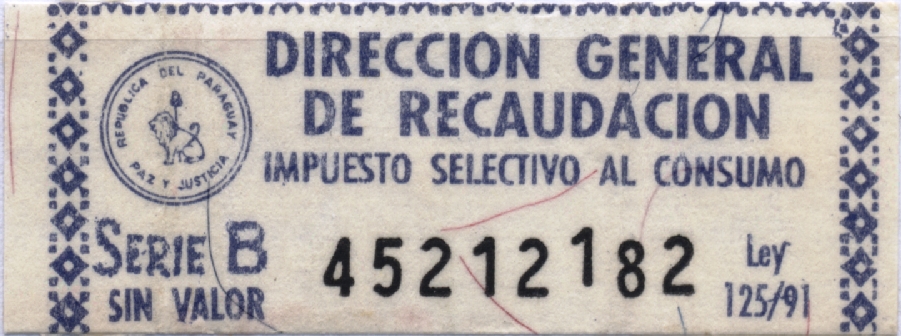 DIRECCION GENERAL
DE RECAUDACION
IMPUESTO SELECTIVO AL CONSUMO
REPUBLICA DEL PARAGUAY
PAZ Y JUSTICIA
SERIE B
SIN VALOR
45212182
Ley
125/91